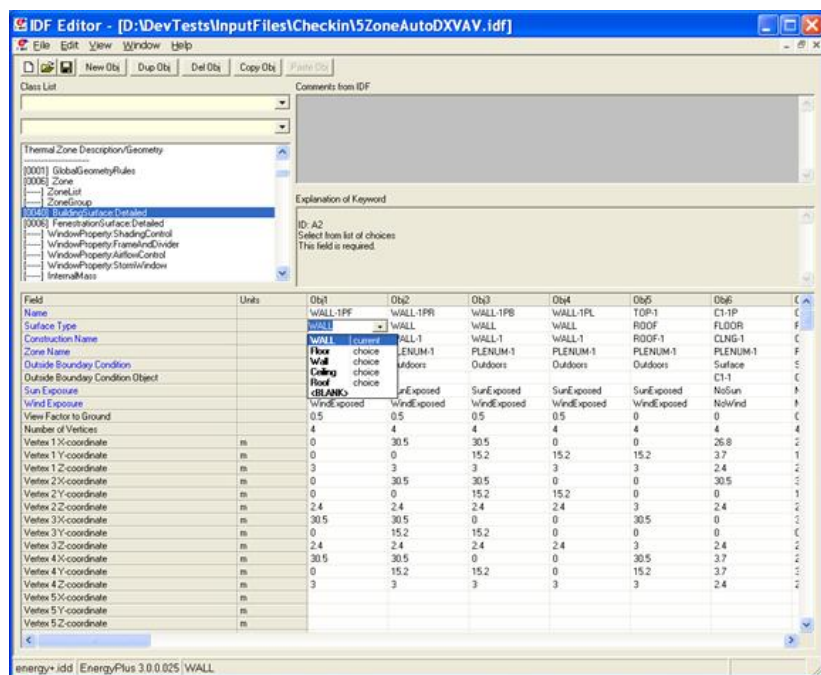 IDF Editor - [D:\DevTests\InputFiles\Checkin\5ZoneAutoDXVAV.idf]
File Edit View Window Help
New Obj Dup Obj Del Obj Copy Obj Paste Obj
Class List Comments from IDF
Thermal Zone Description/Geometry
[0001] GlobalGeometryRules
[0006] Zone
[-----] ZoneList
[-----] ZoneGroup
[0040] BuildingSurface:Detailed
[0006] FenestrationSurface:Detailed
[-----] WindowProperty:ShadingControl
[-----] WindowProperty:FrameAndDivider
[-----] WindowProperty:AirflowControl
[-----] WindowProperty:StormWindow
[-----] InternalMass
Explanation of Keyword
ID: A2
Select from list of choices
This field is required.
Field Units Obj1 Obj2 Obj3 Obj4 Obj5 Obj6
Name WALL-1PF WALL-1PR WALL-1PB WALL-1PL TOP-1 C1-1P
Surface Type WALL WALL WALL WALL ROOF FLOOR
Construction Name WALL-1 WALL-1 WALL-1 ROOF-1 CLNG-1
Zone Name PLENUM-1 PLENUM-1 PLENUM-1 PLENUM-1 PLENUM-1
Outside Boundary Condition Outdoors Outdoors Outdoors Outdoors Surface
Outside Boundary Condition Object C1-1
Sun Exposure SunExposed SunExposed SunExposed SunExposed NoSun
Wind Exposure WindExposed WindExposed WindExposed WindExposed WindExposed NoWind
WALL current
Floor choice
Wall choice
Ceiling choice
Roof choice
<BLANK>
View Factor to Ground 0.5 0.5 0.5 0.5 0 0
Number of Vertices 4 4 4 4 4 4
Vertex 1 X-coordinate m 0 30.5 30.5 0 0 26.8
Vertex 1 Y-coordinate m 0 0 15.2 15.2 15.2 3.7
Vertex 1 Z-coordinate m 3 3 3 3 3 2.4
Vertex 2 X-coordinate m 0 30.5 30.5 0 0 30.5
Vertex 2 Y-coordinate m 0 0 15.2 15.2 0 0
Vertex 2 Z-coordinate m 2.4 2.4 2.4 2.4 3 2.4
Vertex 3 X-coordinate m 30.5 30.5 0 0 30.5 0
Vertex 3 Y-coordinate m 0 15.2 15.2 0 0 0
Vertex 3 Z-coordinate m 2.4 2.4 2.4 2.4 3 2.4
Vertex 4 X-coordinate m 30.5 30.5 0 0 30.5 3.7
Vertex 4 Y-coordinate m 0 15.2 15.2 0 15.2 3.7
Vertex 4 Z-coordinate m 3 3 3 3 3 2.4
Vertex 5 X-coordinate m
Vertex 5 Y-coordinate m
Vertex 5 Z-coordinate m
energy+.idd EnergyPlus 3.0.0.025 WALL